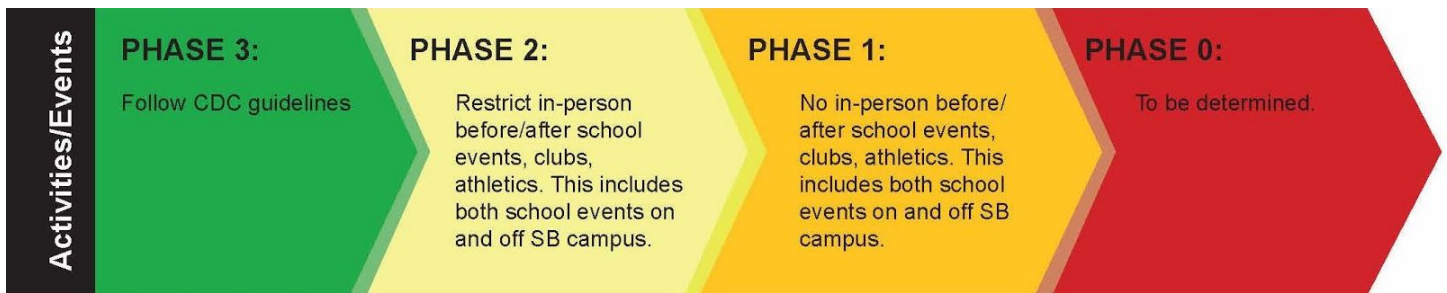 Activities/Events
PHASE 3:
Follow CDC guidelines
PHASE 2:
Restrict in-person
before/after school
events, clubs,
athletics. This includes
both school events on
and off SB campus.
PHASE 1:
No in-person before/
after school events,
clubs, athletics. This
includes both school
events on and off SB
campus.
PHASE 0:
To be determined.